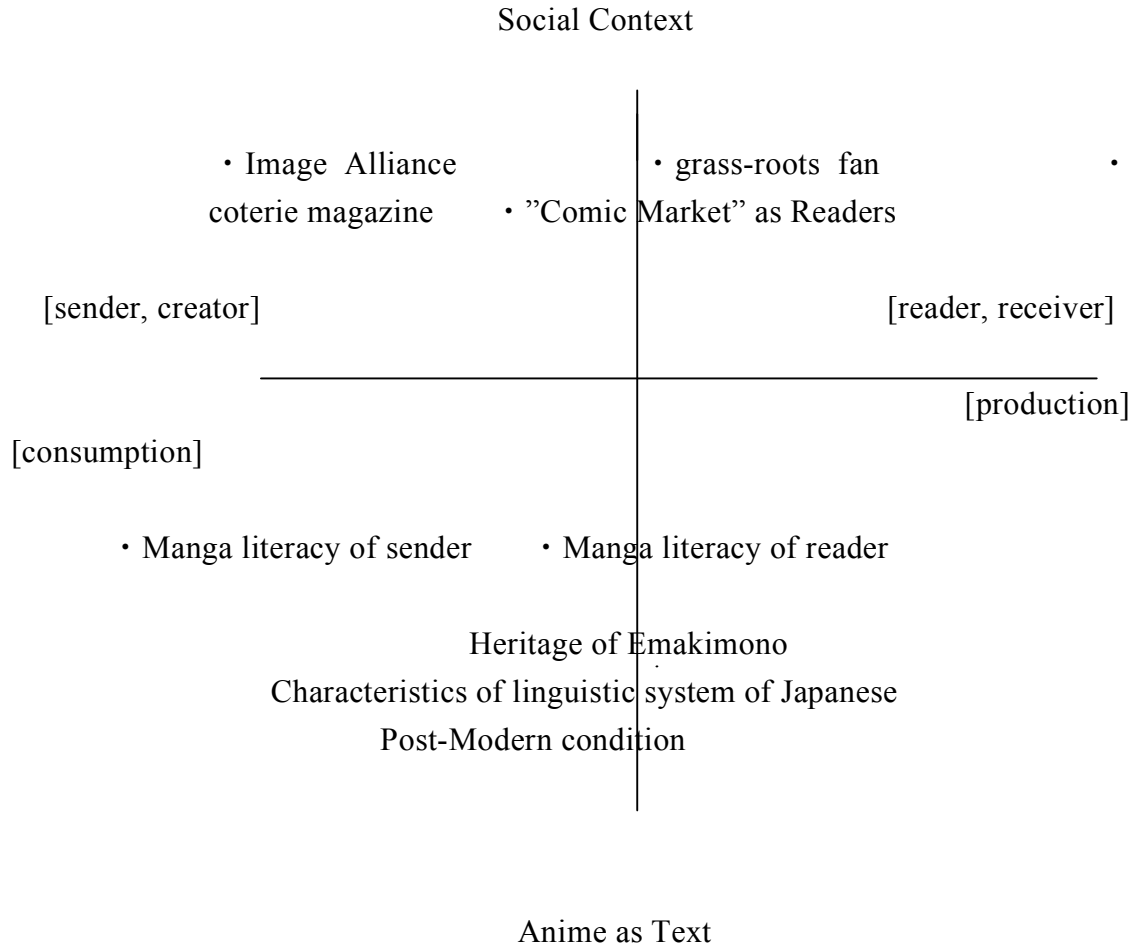 Social Context
・Image Alliance ・grass-roots fan ・
coterie magazine ・”Comic Market” as Readers
[sender, creator] [reader, receiver]
[production]
[consumption]
・Manga literacy of sender ・Manga literacy of reader
Heritage of Emakimono
Characteristics of linguistic system of Japanese
Post-Modern condition
Anime as Text